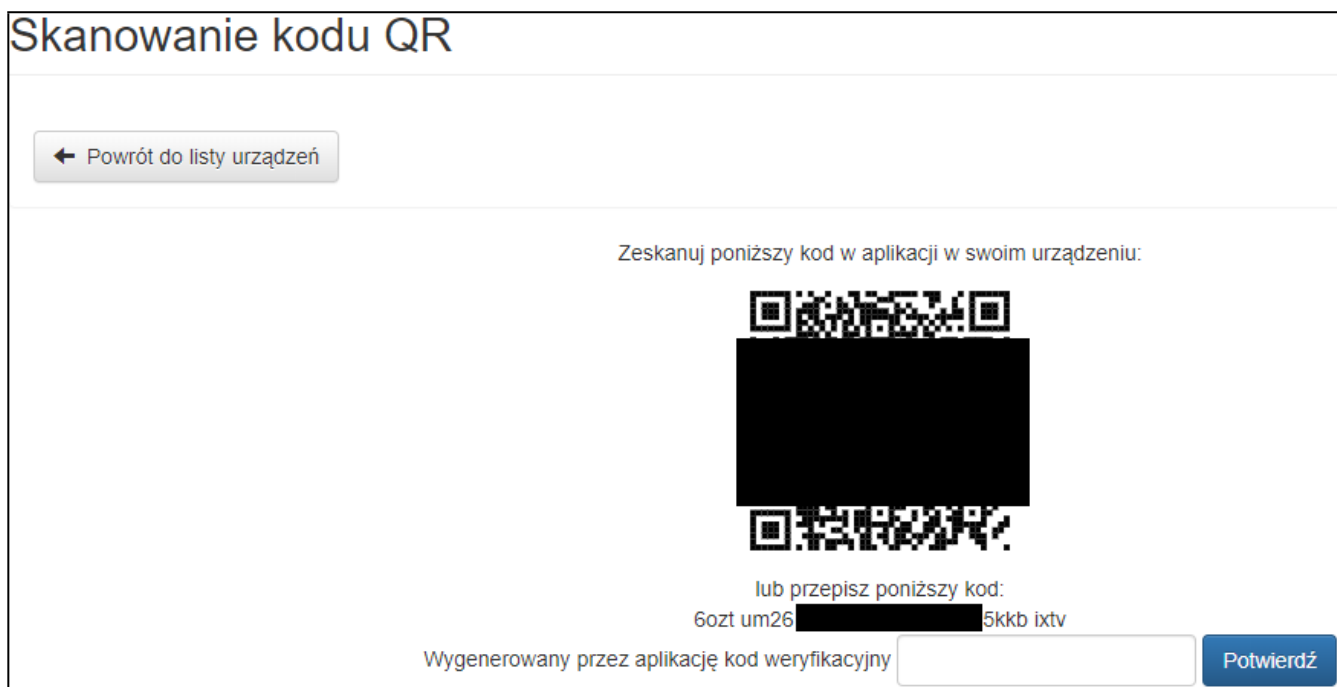 Skanowanie kodu QR
Powrót do listy urządzeń
Zeskanuj poniższy kod w aplikacji w swoim urządzeniu:
lub przepisz poniższy kod:
6ozt um26 5kkb ixtv
Wygenerowany przez aplikację kod weryfikacyjny
Potwierdź